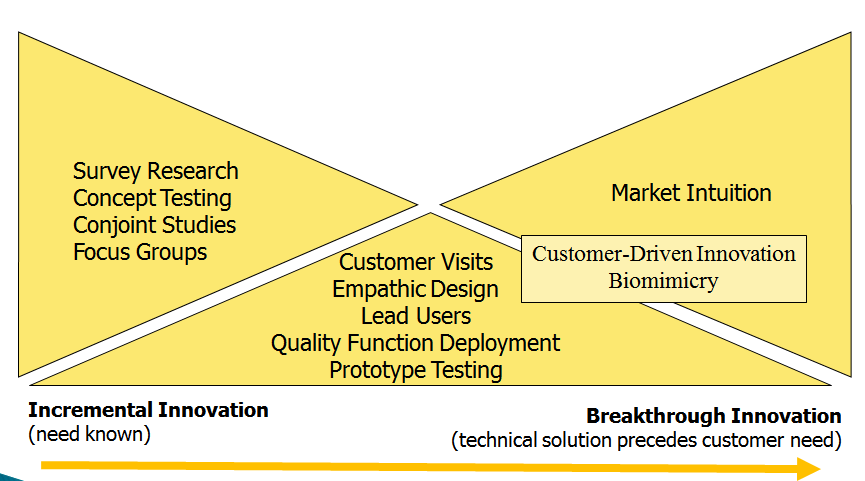 Survey Research
Concept Testing
Conjoint Studies
Focus Groups
Market Intuition
Customer-Driven Innovation
Biomimicry
Customer Visits
Empathic Design
Lead Users
Quality Function Deployment
Prototype Testing
Incremental Innovation
(need known)
Breakthrough Innovation
(technical solution precedes customer need)